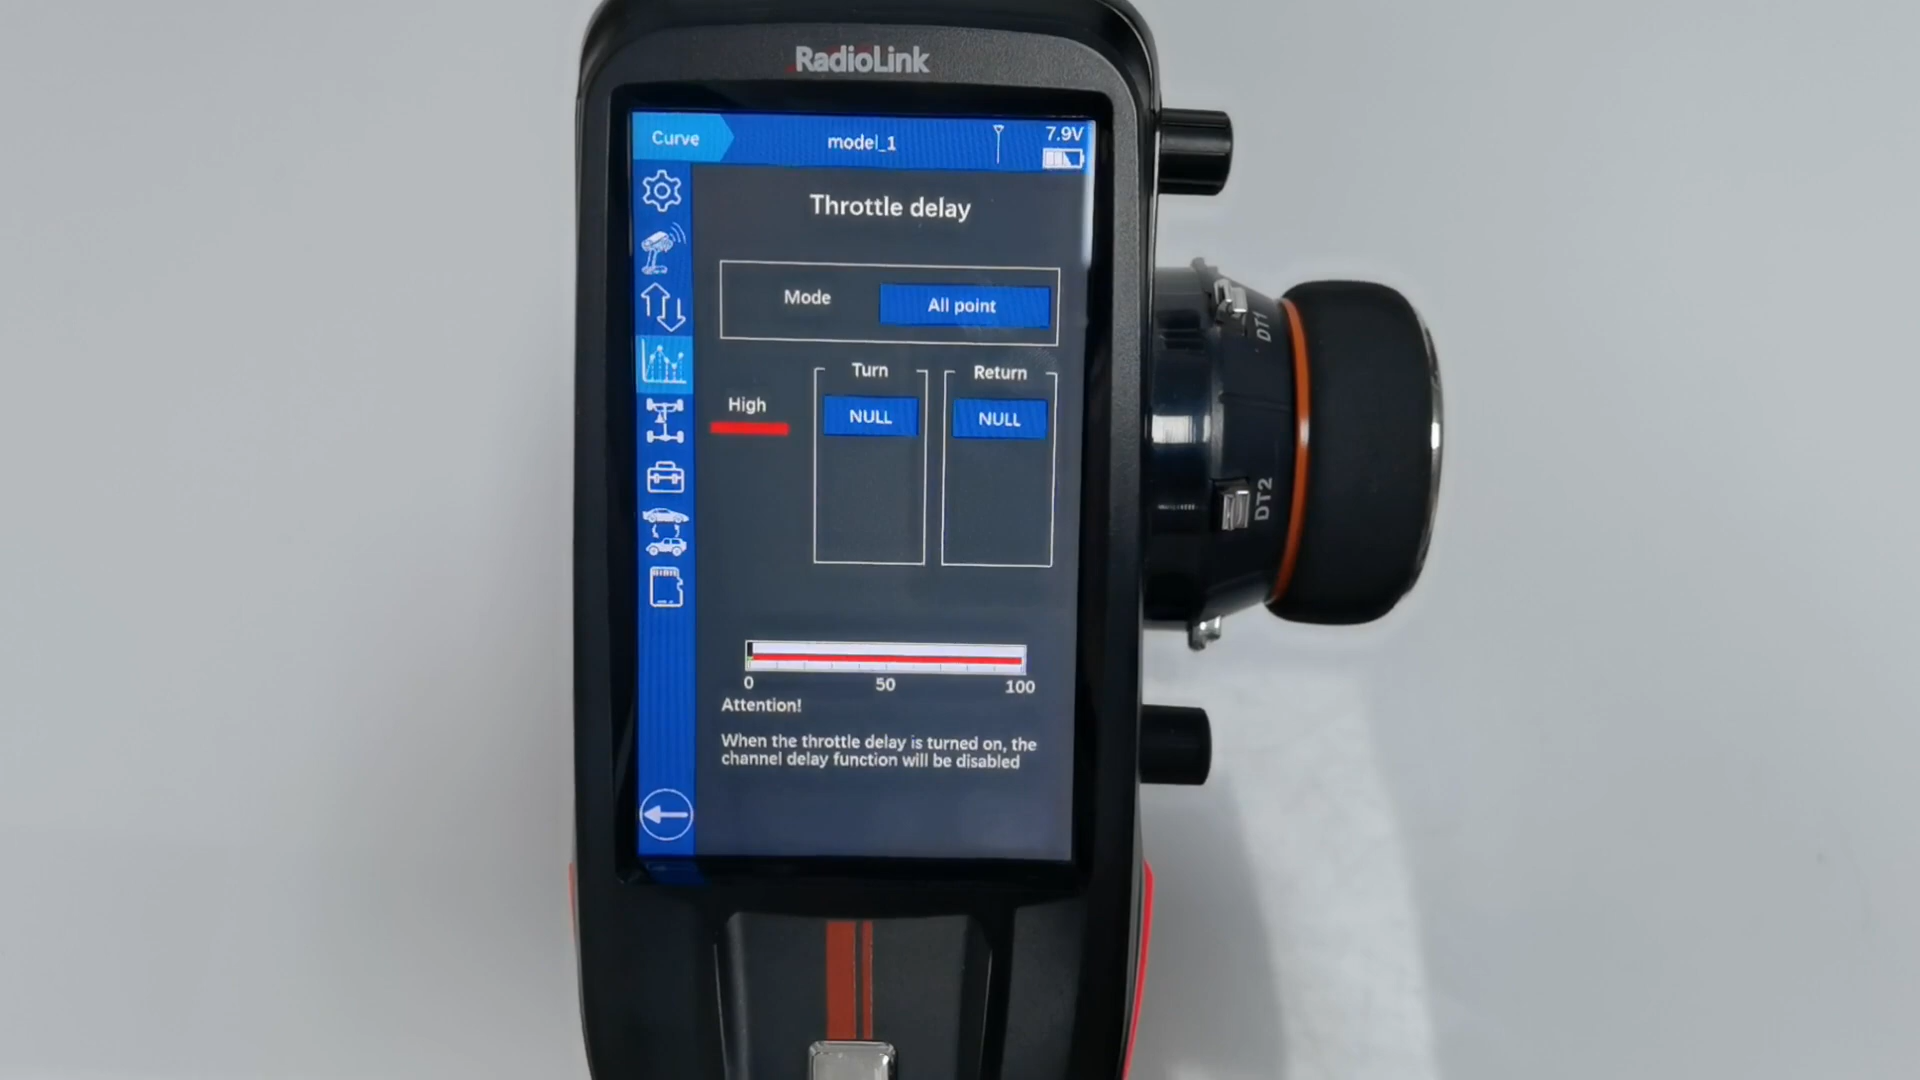 RadioLink
Curve
model_1
7.9V
Throttle delay
Mode
All point
Turn
Return
High
NULL
NULL
0
50
100
Attention!
When the throttle delay is turned on, the
channel delay function will be disabled
DT1
DT2